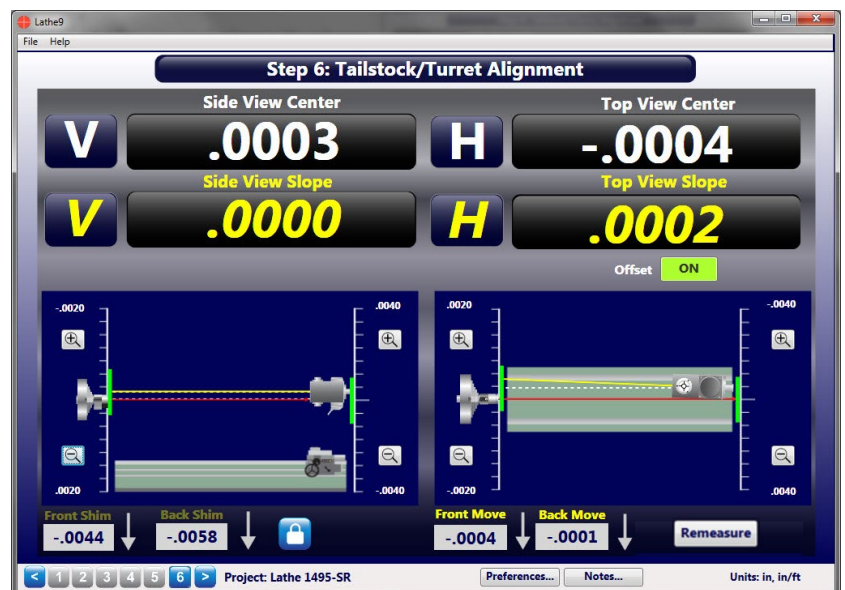 Lathe9
File Help
Step 6: Tailstock/Turret Alignment
Side View Center
Top View Center
V .0003
H -.0004
Side View Slope
Top View Slope
V .0000
H .0002
Offset ON
-.0020 .0040
.0020 -.0040
.0020 -.0040
-.0020 .0040
Front Shim Back Shim
-.0044 -.0058
Front Move Back Move
-.0004 -.0001
Remeasure
< 1 2 3 4 5 6 > Project: Lathe 1495-SR Preferences... Notes... Units: in, in/ft